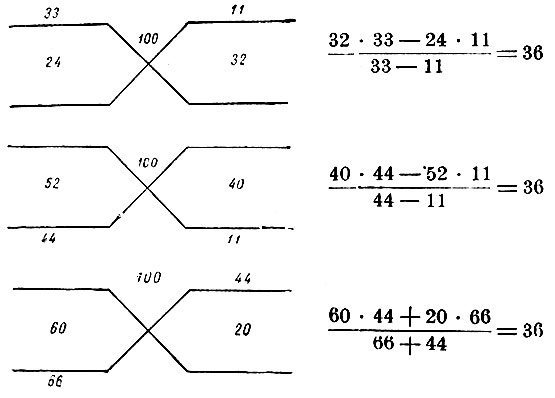 33 11
100
24 32
32 · 33 — 24 · 11
33 — 11
= 36
100
52 40
44 11
40 · 44 — 52 · 11
44 — 11
= 36
100 44
60 20
66
60 · 44 + 20 · 66
66 + 44
= 36